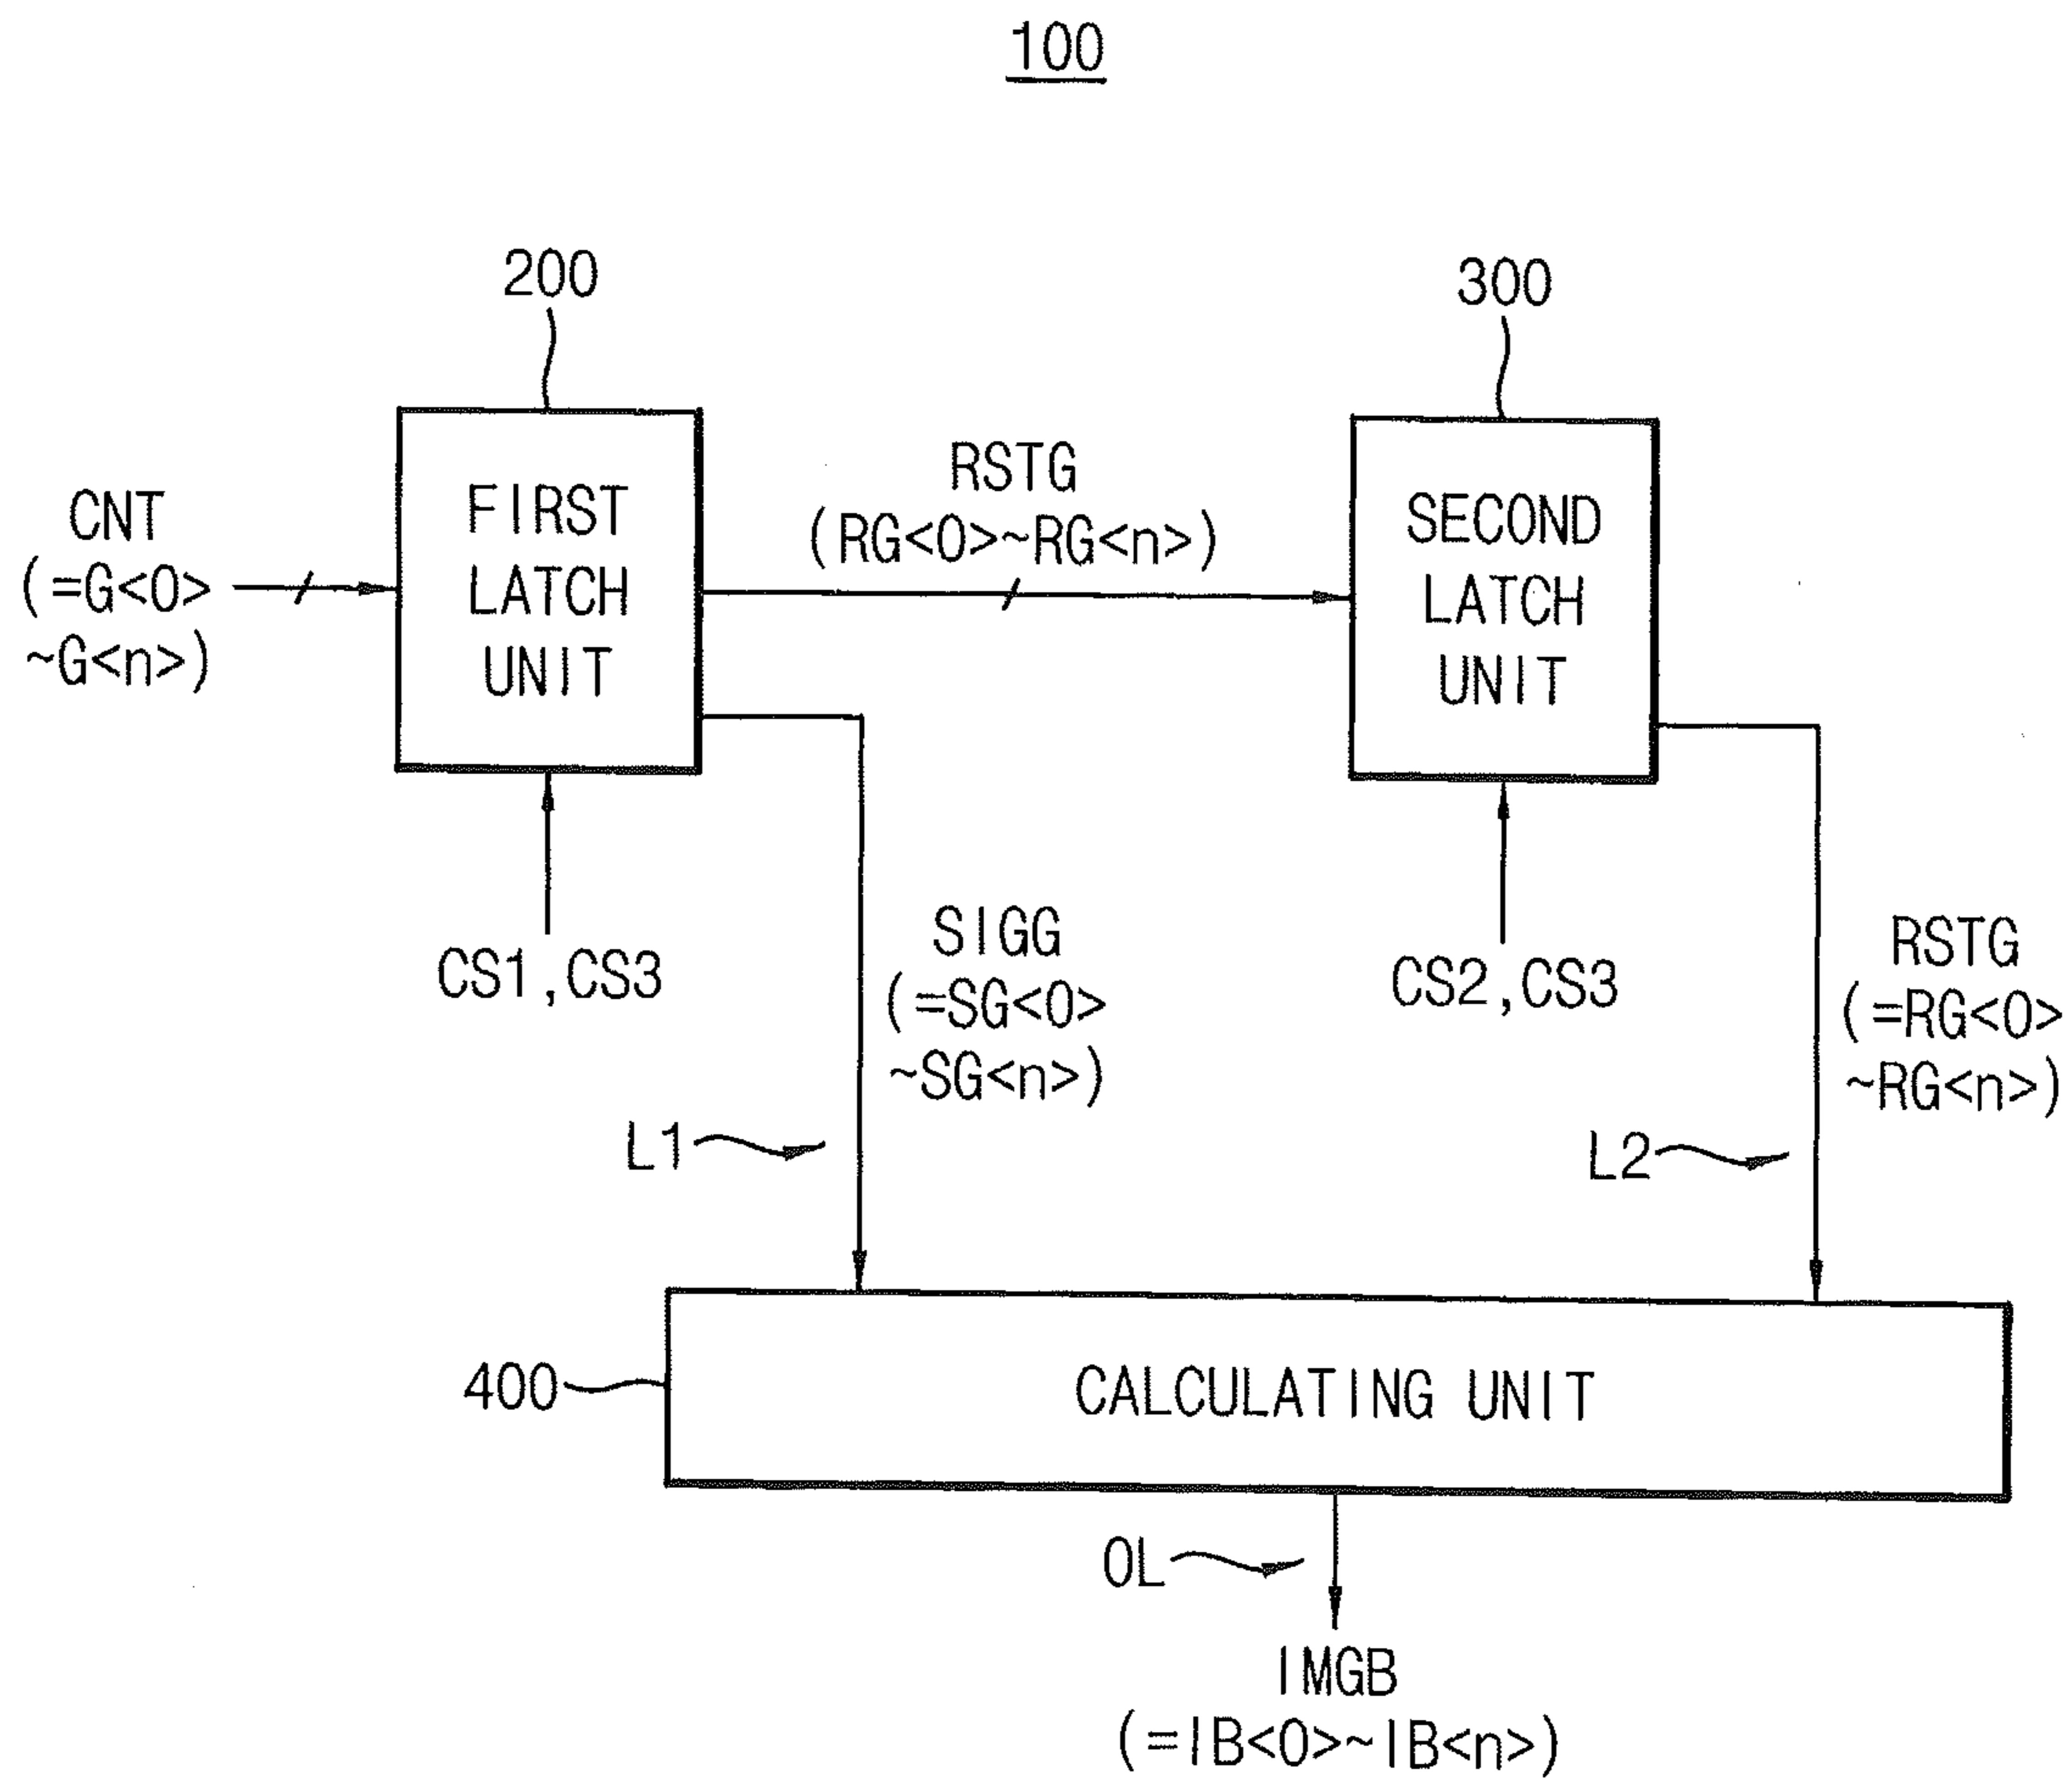 100
200
300
CNT
(=G<0>
~G<n>)
FIRST
LATCH
UNIT
RSTG
(RG<0>~RG<n>)
SECOND
LATCH
UNIT
CS1,CS3
SIGG
(=SG<0>
~SG<n>)
CS2,CS3
RSTG
(=RG<0>
~RG<n>)
L1
L2
400
CALCULATING UNIT
OL
IMGB
(=IB<0>~IB<n>)